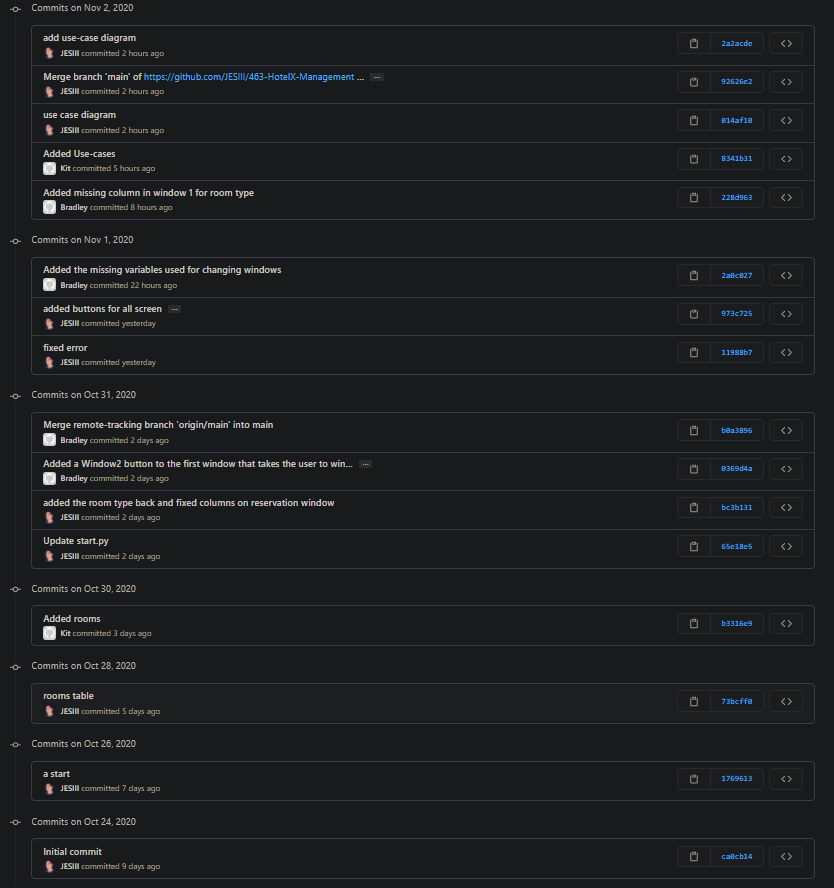 Commits on Nov 2, 2020
add use-case diagram
JESIII committed 2 hours ago
2a2acde
Merge branch 'main' of https://github.com/JESIII/463-HotelX-Management ...
JESIII committed 2 hours ago
92626e2
use case diagram
JESIII committed 2 hours ago
014af10
Added Use-cases
Kit committed 5 hours ago
8341b31
Added missing column in window 1 for room type
Bradley committed 8 hours ago
228d963
Commits on Nov 1, 2020
Added the missing variables used for changing windows
Bradley committed 22 hours ago
2a0c027
added buttons for all screen ...
JESIII committed yesterday
973c725
fixed error
JESIII committed yesterday
11988b7
Commits on Oct 31, 2020
Merge remote-tracking branch 'origin/main' into main
Bradley committed 2 days ago
b0a3896
Added a Window2 button to the first window that takes the user to win... ...
Bradley committed 2 days ago
0369d4a
added the room type back and fixed columns on reservation window
JESIII committed 2 days ago
bc3b131
Update start.py
JESIII committed 2 days ago
65e18e5
Commits on Oct 30, 2020
Added rooms
Kit committed 3 days ago
b3316e9
Commits on Oct 28, 2020
rooms table
JESIII committed 5 days ago
73bcff0
Commits on Oct 26, 2020
a start
JESIII committed 7 days ago
1769613
Commits on Oct 24, 2020
Initial commit
JESIII committed 9 days ago
ca0cb14